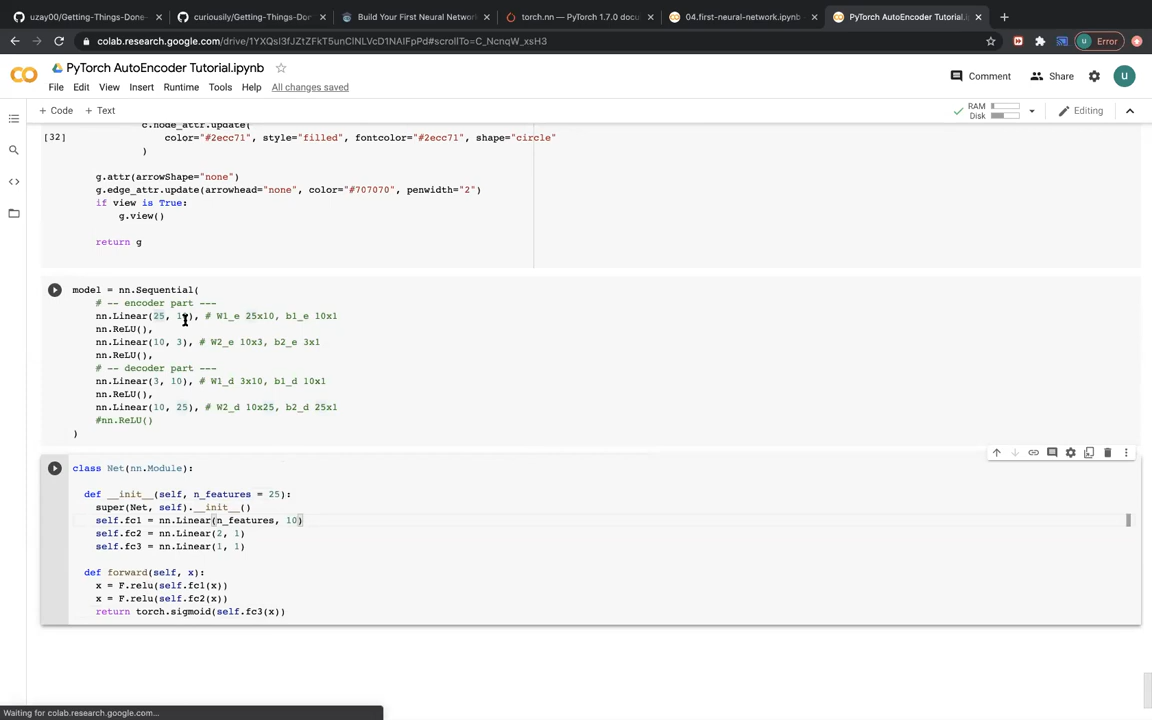 uzay00/Getting-Things-Done-
curiousily/Getting-Things-Don
Build Your First Neural Network
torch.nn — PyTorch 1.7.0 docu
04.first-neural-network.ipynb -
PyTorch AutoEncoder Tutorial.i
colab.research.google.com/drive/1YXQsI3fJZtZFkT5unClNLVcD1NAIFpPd#scrollTo=C_NcnqW_xsH3
Error
PyTorch AutoEncoder Tutorial.ipynb
Comment
Share
u
File Edit View Insert Runtime Tools Help All changes saved
+ Code + Text
RAM
Disk
Editing
c.node_attr.update(
[32]
color="#2ecc71", style="filled", fontcolor="#2ecc71", shape="circle"
)
g.attr(arrowShape="none")
g.edge_attr.update(arrowhead="none", color="#707070", penwidth="2")
if view is True:
g.view()
return g
model = nn.Sequential(
# -- encoder part ---
nn.Linear(25, 10), # W1_e 25x10, b1_e 10x1
nn.ReLU(),
nn.Linear(10, 3), # W2_e 10x3, b2_e 3x1
nn.ReLU(),
# -- decoder part ---
nn.Linear(3, 10), # W1_d 3x10, b1_d 10x1
nn.ReLU(),
nn.Linear(10, 25), # W2_d 10x25, b2_d 25x1
#nn.ReLU()
)
class Net(nn.Module):
def __init__(self, n_features = 25):
super(Net, self).__init__()
self.fc1 = nn.Linear(n_features, 10)
self.fc2 = nn.Linear(2, 1)
self.fc3 = nn.Linear(1, 1)
def forward(self, x):
x = F.relu(self.fc1(x))
x = F.relu(self.fc2(x))
return torch.sigmoid(self.fc3(x))
Waiting for colab.research.google.com...